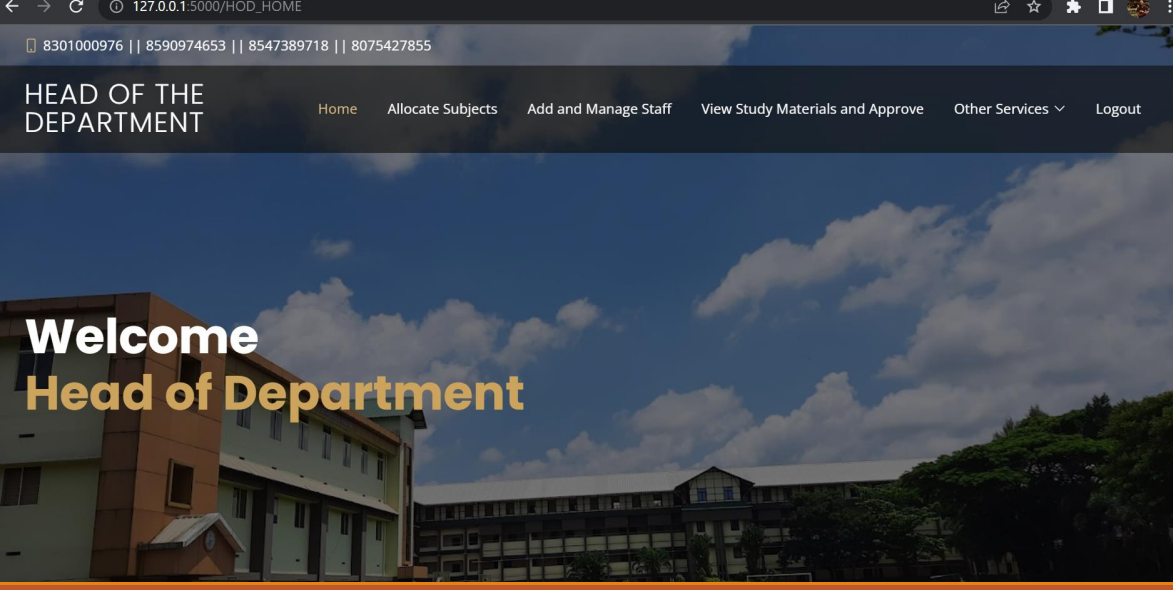 127.0.0.1:5000/HOD_HOME
8301000976 || 8590974653 || 8547389718 || 8075427855
HEAD OF THE
DEPARTMENT
Home Allocate Subjects Add and Manage Staff View Study Materials and Approve Other Services Logout
Welcome
Head of Department